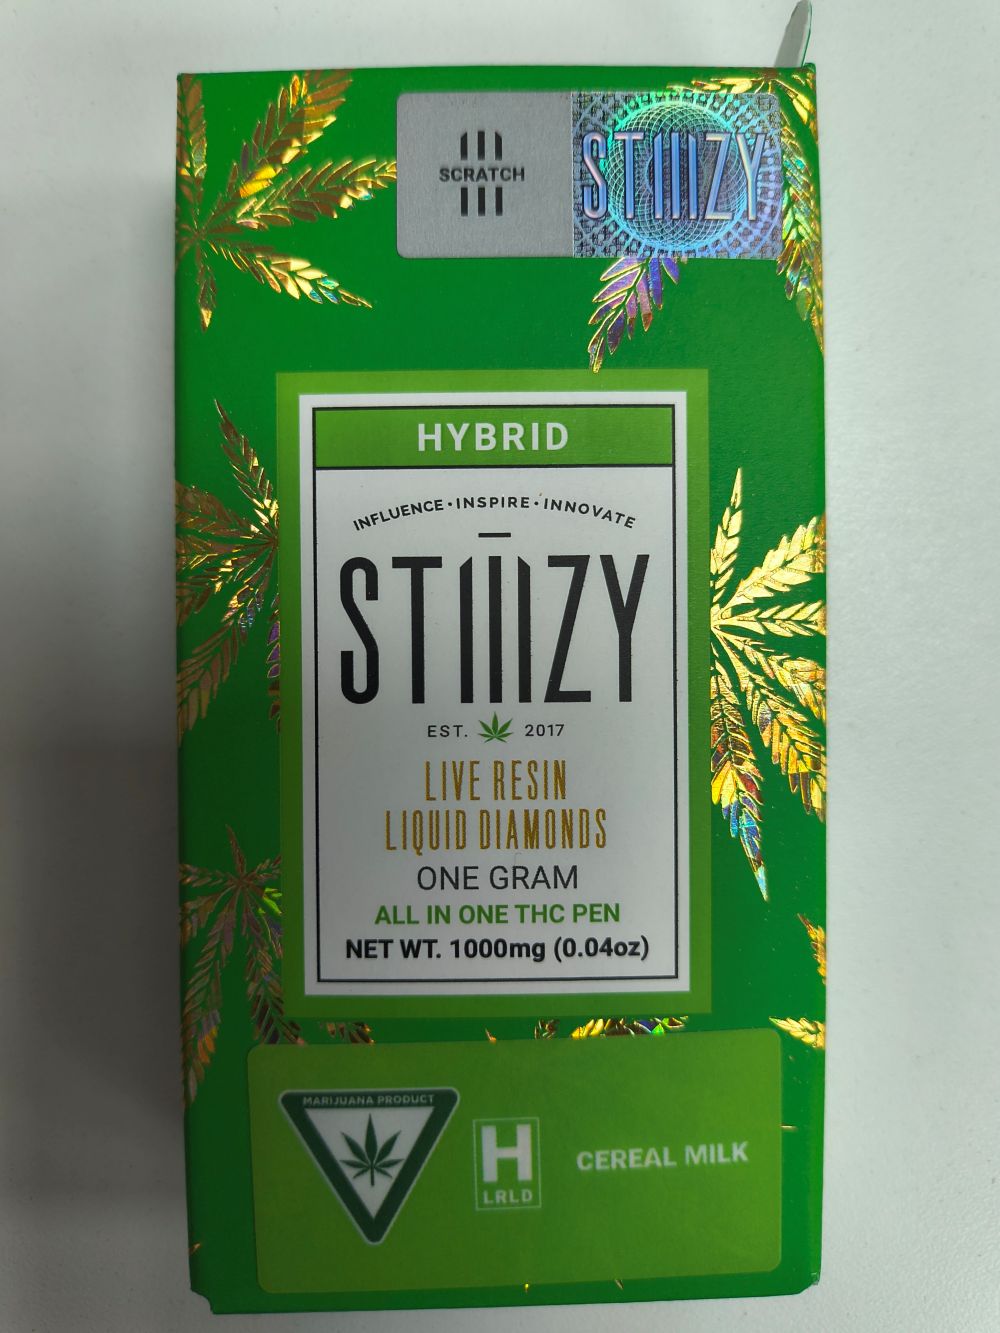 SCRATCH
STIIIZY
HYBRID
INFLUENCE · INSPIRE · INNOVATE
STIIIZY
EST. 2017
LIVE RESIN
LIQUID DIAMONDS
ONE GRAM
ALL IN ONE THC PEN
NET WT. 1000mg (0.04oz)
MARIJUANA PRODUCT
H
LRLD
CEREAL MILK